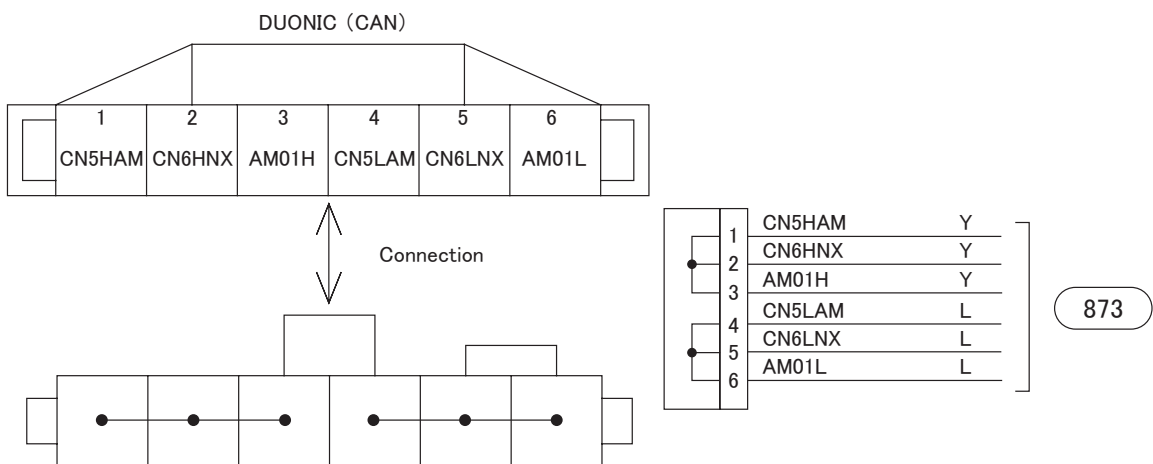 DUONIC (CAN)
1 2 3 4 5 6
CN5HAM CN6HNX AM01H CN5LAM CN6LNX AM01L
Connection
1 CN5HAM Y
2 CN6HNX Y
3 AM01H Y
4 CN5LAM L
5 CN6LNX L
6 AM01L L
873